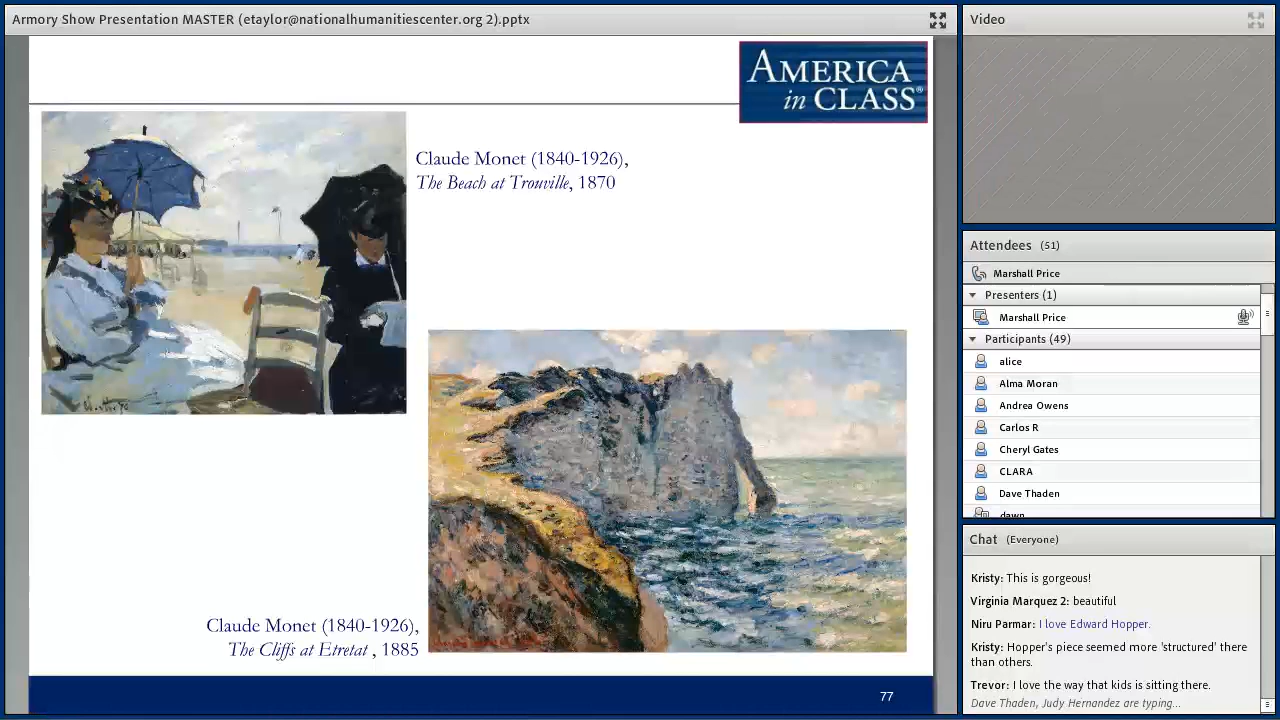 Armory Show Presentation MASTER (etaylor@nationalhumanitiescenter.org 2).pptx
AMERICA
in CLASS®
Claude Monet (1840-1926),
The Beach at Trouville, 1870
Claude Monet (1840-1926),
The Cliffs at Etretat , 1885
77
Video
Attendees (51)
Marshall Price
Presenters (1)
Marshall Price
Participants (49)
alice
Alma Moran
Andrea Owens
Carlos R
Cheryl Gates
CLARA
Dave Thaden
dawn
Chat (Everyone)
Kristy: This is gorgeous!
Virginia Marquez 2: beautiful
Niru Parmar: I love Edward Hopper.
Kristy: Hopper's piece seemed more 'structured' there
than others.
Trevor: I love the way that kids is sitting there.
Dave Thaden, Judy Hernandez are typing...